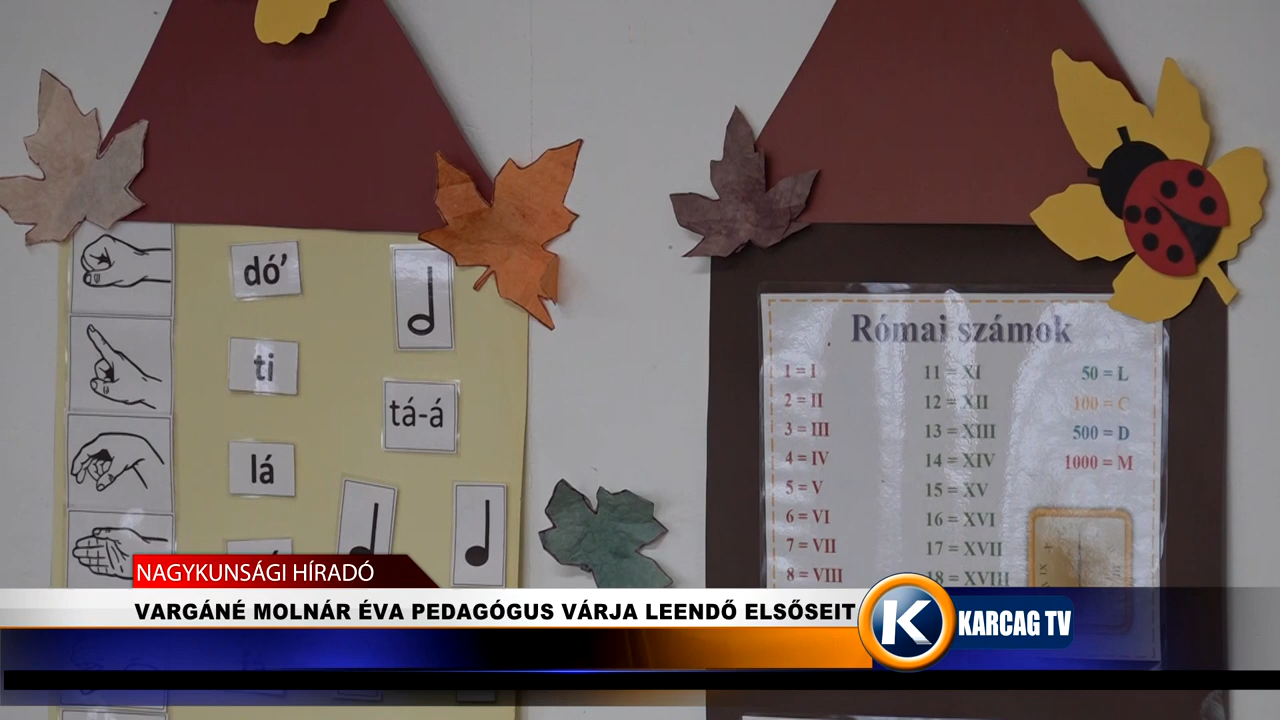 dó’
ti
tá-á
lá
Római számok
1 = I
2 = II
3 = III
4 = IV
5 = V
6 = VI
7 = VII
8 = VIII
11 = XI
12 = XII
13 = XIII
14 = XIV
15 = XV
16 = XVI
17 = XVII
18 = XVIII
50 = L
100 = C
500 = D
1000 = M
NAGYKUNSÁGI HÍRADÓ
VARGÁNÉ MOLNÁR ÉVA PEDAGÓGUS VÁRJA LEENDŐ ELSŐSEIT
K KARCAG TV